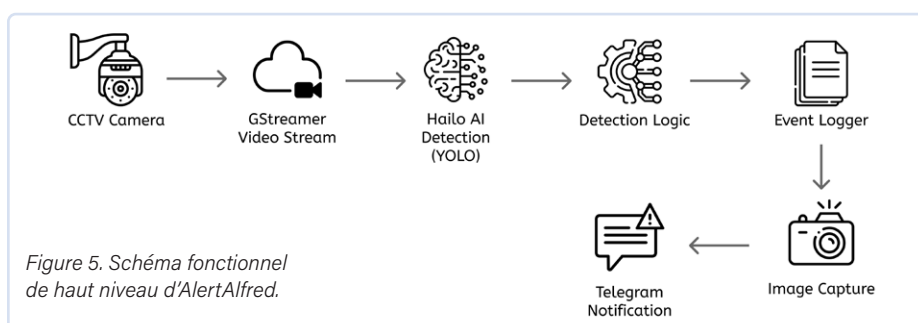 CCTV Camera
GStreamer
Video Stream
Hailo AI
Detection
(YOLO)
Detection Logic
Event Logger
Image Capture
Telegram
Notification
Figure 5. Schéma fonctionnel
de haut niveau d’AlertAlfred.